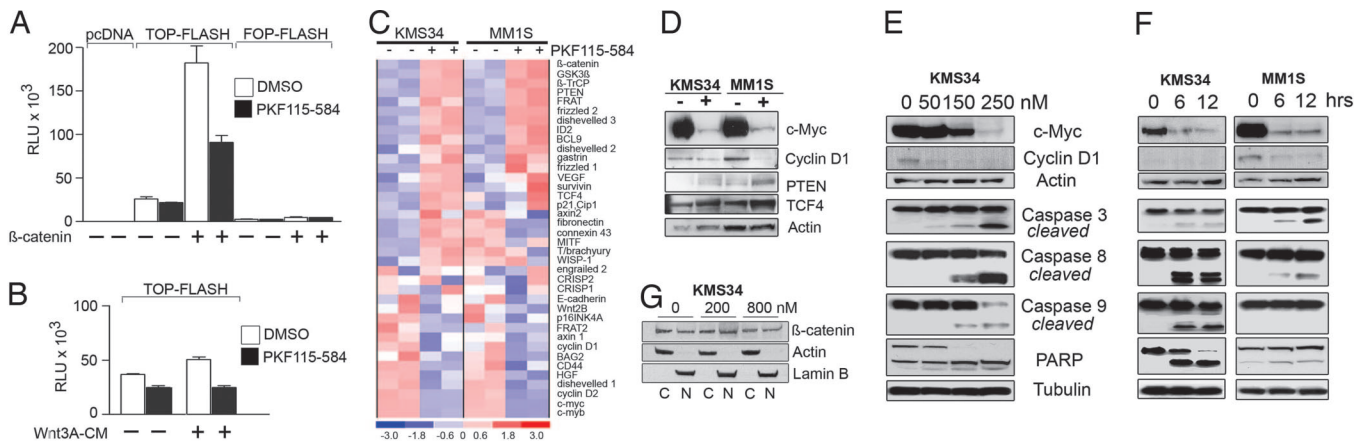 A
pcDNA TOP-FLASH FOP-FLASH
200
150
100
50
0
RLU x 10³
DMSO
PKF115-584
ß-catenin – – – – + + – – + +
B
TOP-FLASH
100
50
0
RLU x 10³
DMSO
PKF115-584
Wnt3A-CM – – + +
C
KMS34 MM1S
- - + + - - + + PKF115-584
ß-catenin
GSK3ß
ß-TrCP
PTEN
FRAT
frizzled 2
dishevelled 3
ID2
BCL9
dishevelled 2
gastrin
frizzled 1
VEGF
survivin
TCF4
p21Cip1
axin2
fibronectin
connexin 43
MITF
T/brachyury
WISP-1
engrailed 2
CRISP2
CRISP1
E-cadherin
Wnt2B
p16INK4A
FRAT2
axin 1
cyclin D1
BAG2
CD44
HGF
dishevelled 1
cyclin D2
c-myc
c-myb
-3.0 -1.8 -0.6 0 0.6 1.8 3.0
D
KMS34 MM1S
- + - +
c-Myc
Cyclin D1
PTEN
TCF4
Actin
G
KMS34
0 200 800 nM
ß-catenin
Actin
Lamin B
C N C N C N
E
KMS34
0 50 150 250 nM
c-Myc
Cyclin D1
Actin
Caspase 3
cleaved
Caspase 8
cleaved
Caspase 9
cleaved
PARP
Tubulin
F
KMS34 MM1S
0 6 12 0 6 12 hrs